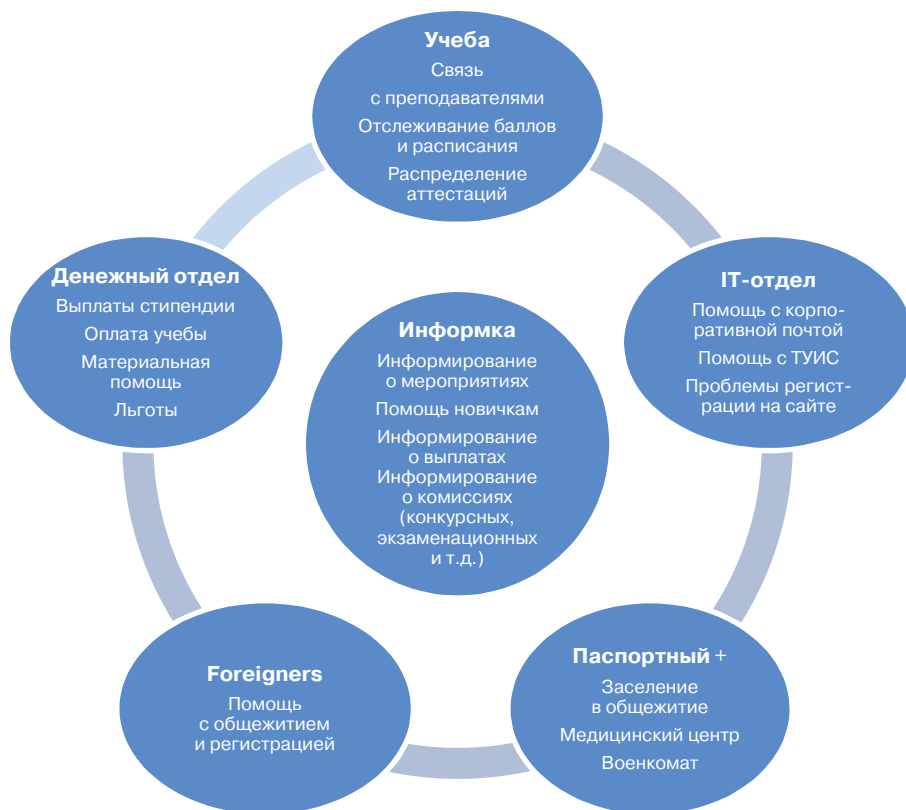 Учеба
Связь
с преподавателями
Отслеживание баллов
и расписания
Распределение
аттестаций
Денежный отдел
Выплаты стипендии
Оплата учебы
Материальная
помощь
Льготы
Информка
Информирование
о мероприятиях
Помощь новичкам
Информирование
о выплатах
Информирование
о комиссиях
(конкурсных,
экзаменационных
и т.д.)
IT-отдел
Помощь с корпо-
ративной почтой
Помощь с ТУИС
Проблемы регист-
рации на сайте
Foreigners
Помощь
с общежитием
и регистрацией
Паспортный +
Заселение
в общежитие
Медицинский центр
Военкомат